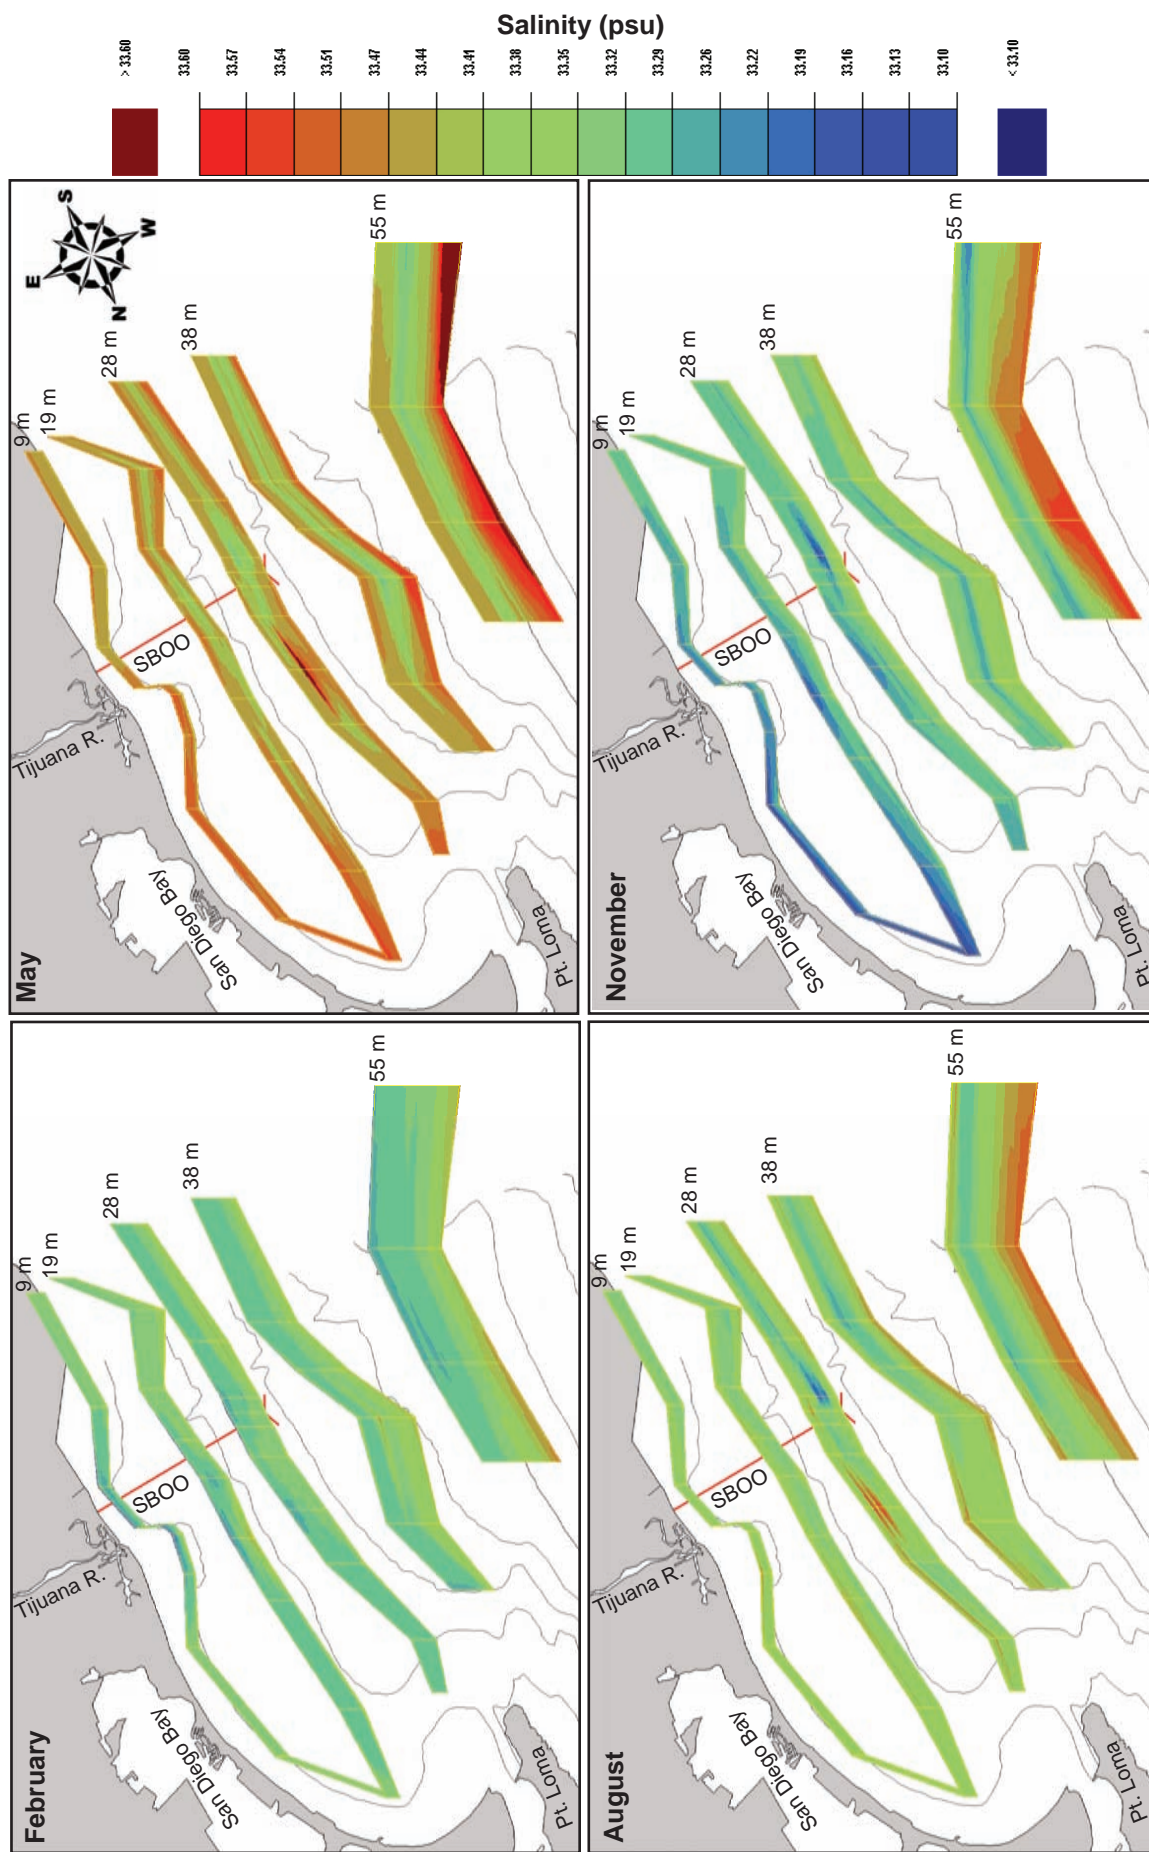 Salinity (psu)
> 33.60
33.60
33.57
33.54
33.51
33.47
33.44
33.41
33.38
33.35
33.32
33.29
33.26
33.22
33.19
33.16
33.13
33.10
< 33.10
May
E
S
N
W
9 m
19 m
28 m
38 m
55 m
SBOO
Tijuana R.
San Diego Bay
Pt. Loma
November
9 m
19 m
28 m
38 m
55 m
SBOO
Tijuana R.
San Diego Bay
Pt. Loma
February
9 m
19 m
28 m
38 m
55 m
SBOO
Tijuana R.
San Diego Bay
Pt. Loma
August
9 m
19 m
28 m
38 m
55 m
SBOO
Tijuana R.
San Diego Bay
Pt. Loma